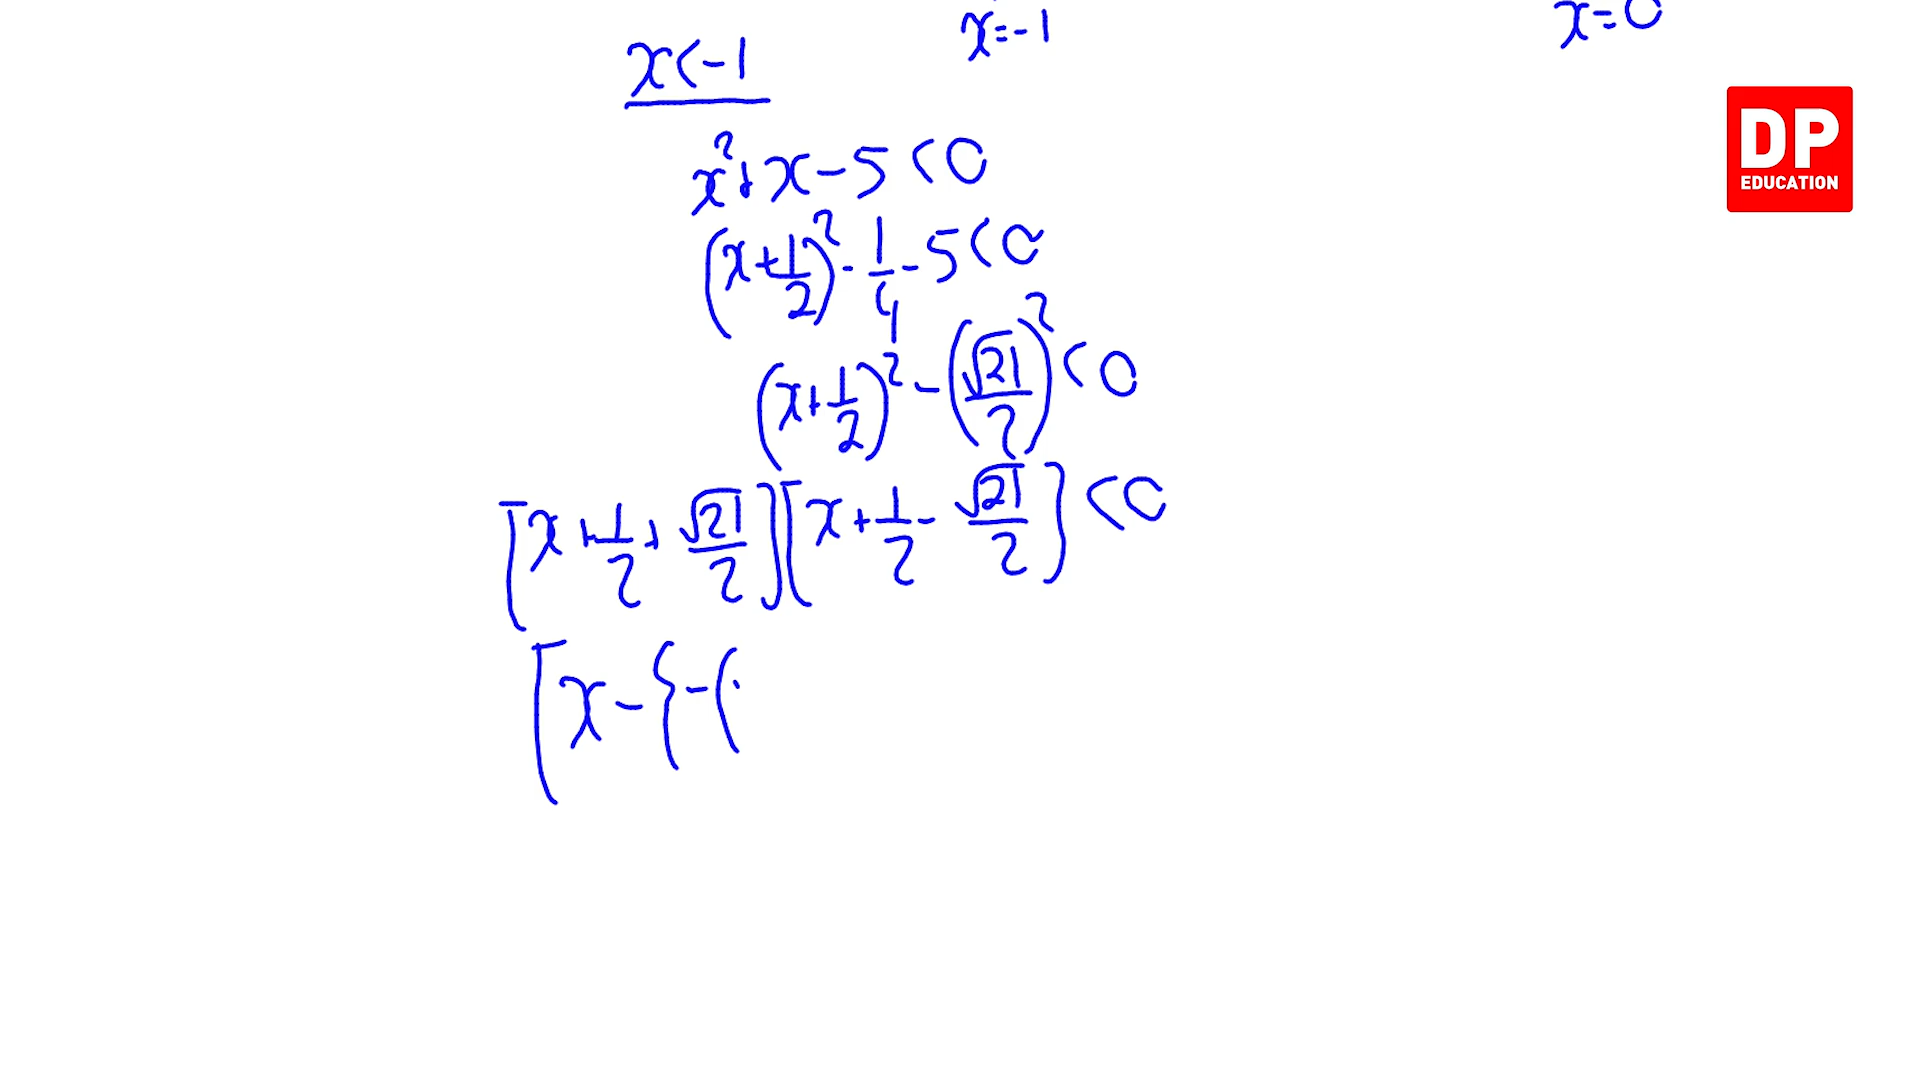 x=-1
x=0
x<-1
DP
EDUCATION
x²+x-5<0
(x+1/2)²-1/4-5<0
(x+1/2)²-(√21/2)²<0
[x+1/2+√21/2][x+1/2-√21/2]<0
[x-{-(